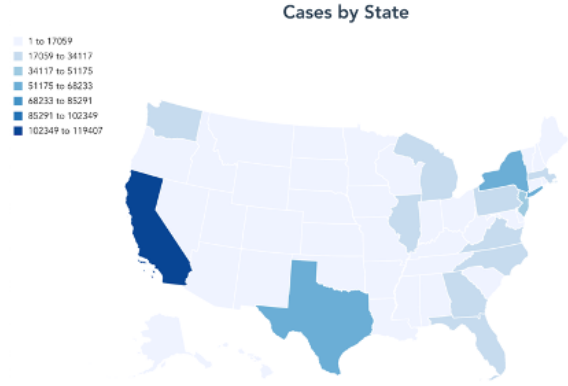 Cases by State
1 to 17059
17059 to 34117
34117 to 51175
51175 to 68233
68233 to 85291
85291 to 102349
102349 to 119407